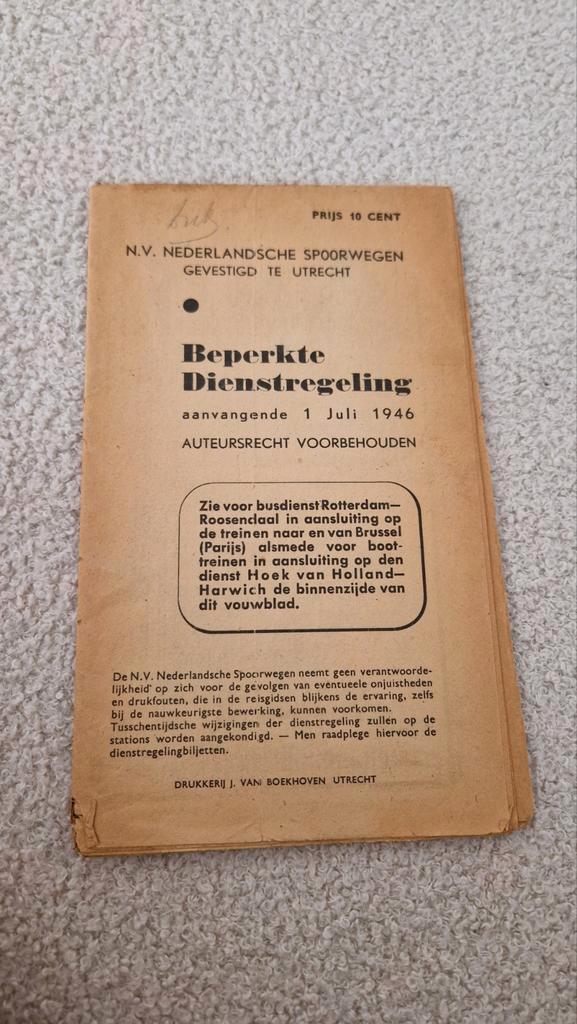 PRIJS 10 CENT
N.V. NEDERLANDSCHE SPOORWEGEN
GEVESTIGD TE UTRECHT
Beperkte
Dienstregeling
aanvangende 1 Juli 1946
AUTEURSRECHT VOORBEHOUDEN
Zie voor busdienst Rotterdam—
Roosendaal in aansluiting op
de treinen naar en van Brussel
(Parijs) alsmede voor boot-
treinen in aansluiting op den
dienst Hoek van Holland—
Harwich de binnenzijde van
dit vouwblad.
De N.V. Nederlandsche Spoorwegen neemt geen verantwoorde-
lijkheid op zich voor de gevolgen van eventueele onjuistheden
en drukfouten, die in de reisgidsen blijkens de ervaring, zelfs
bij de nauwkeurigste bewerking, kunnen voorkomen.
Tusschentijdsche wijzigingen der dienstregeling zullen op de
stations worden aangekondigd. — Men raadplege hiervoor de
dienstregelingbiljetten.
DRUKKERIJ J. VAN BOEKHOVEN UTRECHT